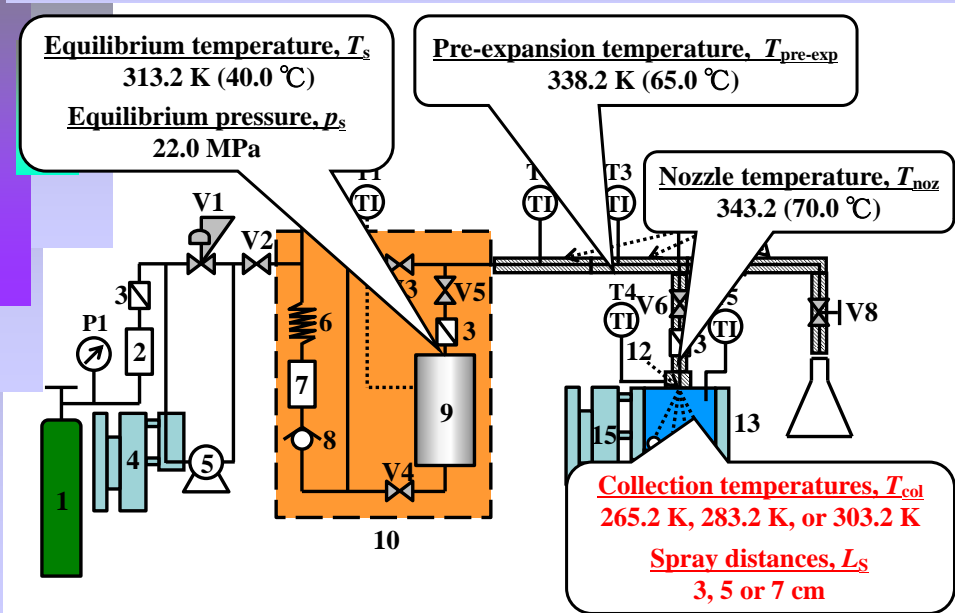 Equilibrium temperature, Ts
313.2 K (40.0 ℃)
Equilibrium pressure, ps
22.0 MPa
Pre-expansion temperature, Tpre-exp
338.2 K (65.0 ℃)
Nozzle temperature, Tnoz
343.2 (70.0 ℃)
TI
TI
T3
TI
V1
V2
V5
T4
TI
V6
TI
V8
3
P1
2
6
3
12
3
7
9
13
15
4
5
8
V4
1
10
Collection temperatures, Tcol
265.2 K, 283.2 K, or 303.2 K
Spray distances, LS
3, 5 or 7 cm